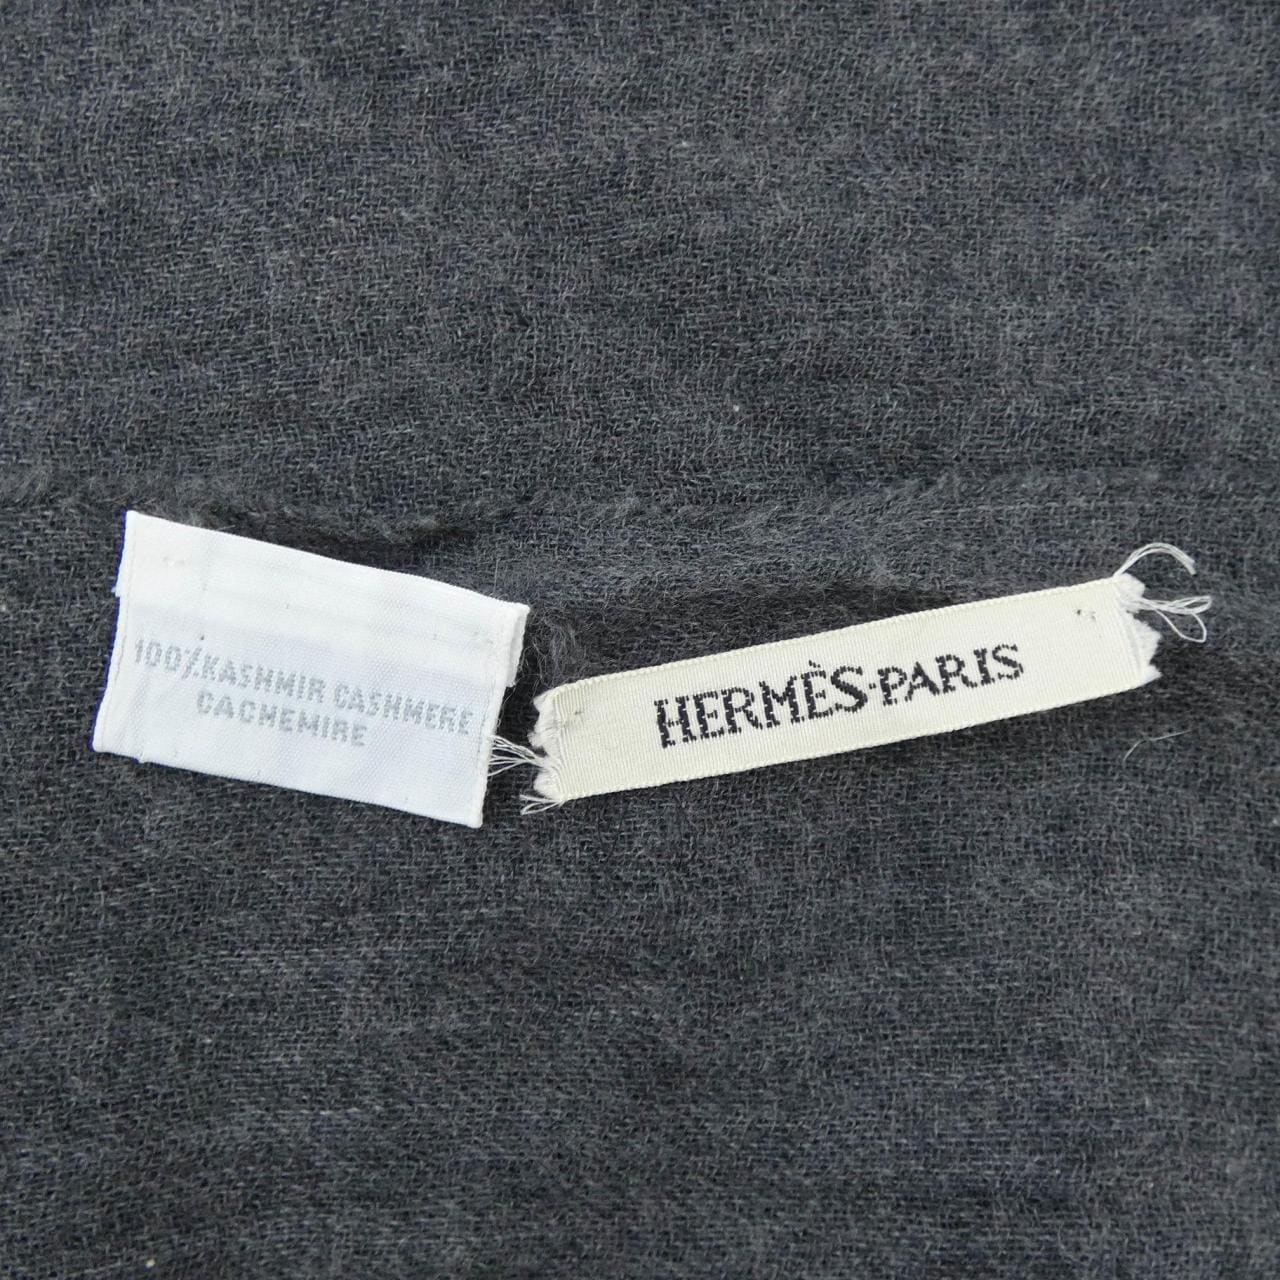 100% KASHMIR CASHMERE
CACHEMIRE
HERMÈS-PARIS